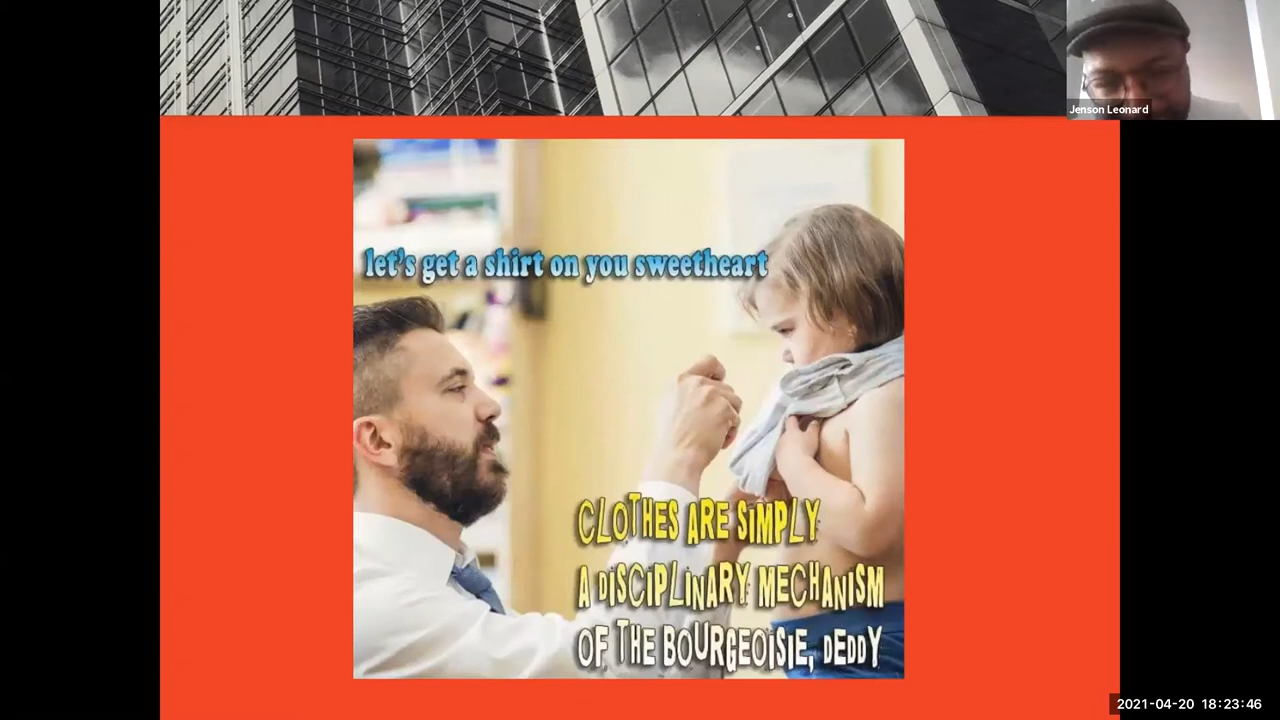 Jenson Leonard
let's get a shirt on you sweetheart
CLOTHES ARE SIMPLY
A DISCIPLINARY MECHANISM
OF THE BOURGEOISIE, DEDDY
2021-04-20 18:23:46